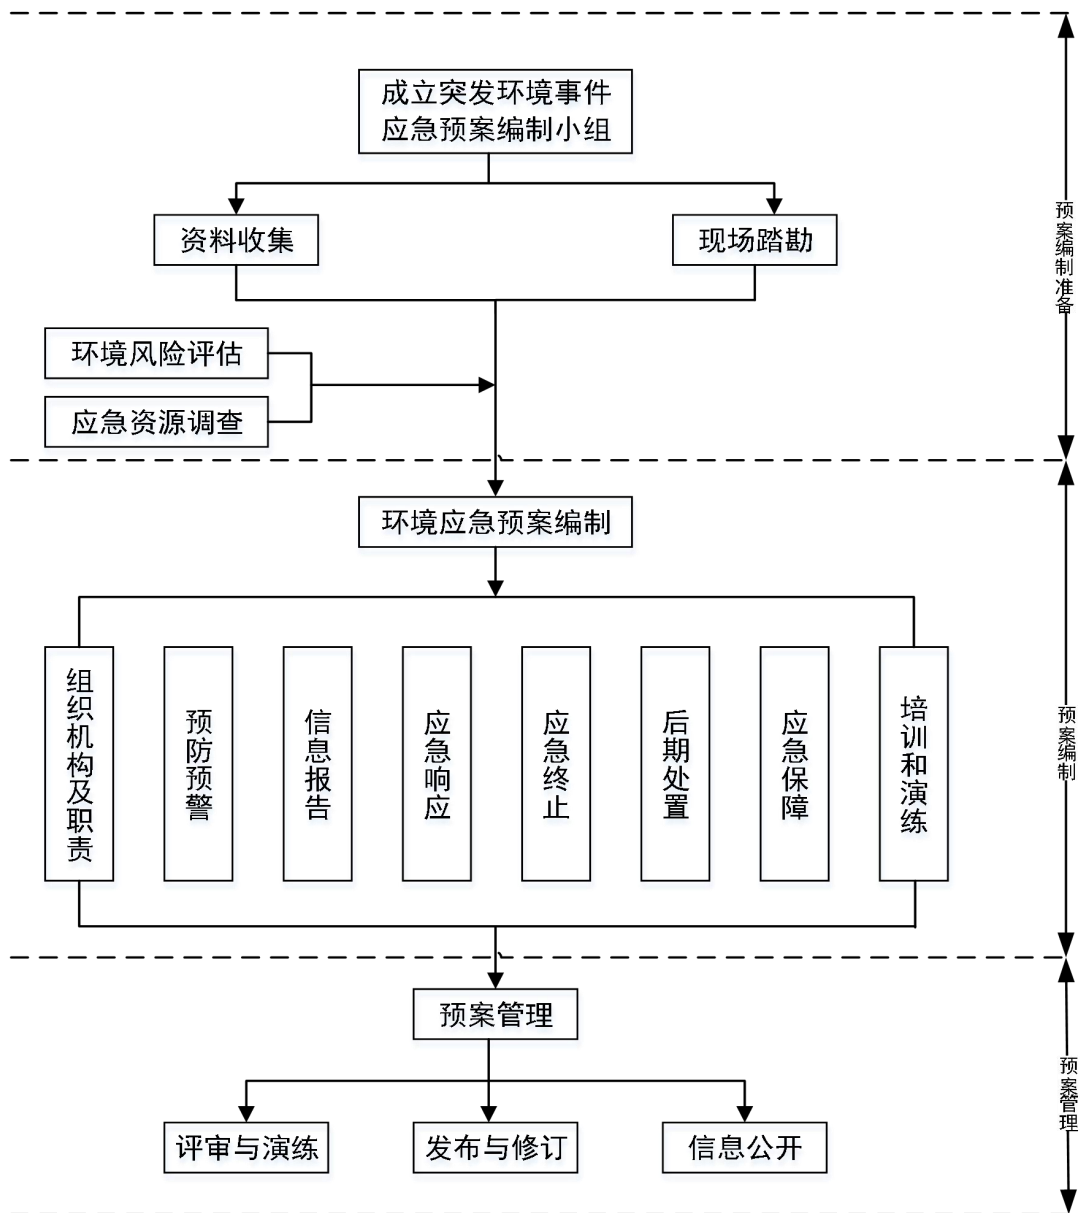 成立突发环境事件
应急预案编制小组
资料收集
现场踏勘
环境风险评估
应急资源调查
预案编制准备
环境应急预案编制
组织机构及职责
预防预警
信息报告
应急响应
应急终止
后期处置
应急保障
培训和演练
预案编制
预案管理
评审与演练
发布与修订
信息公开
预案管理